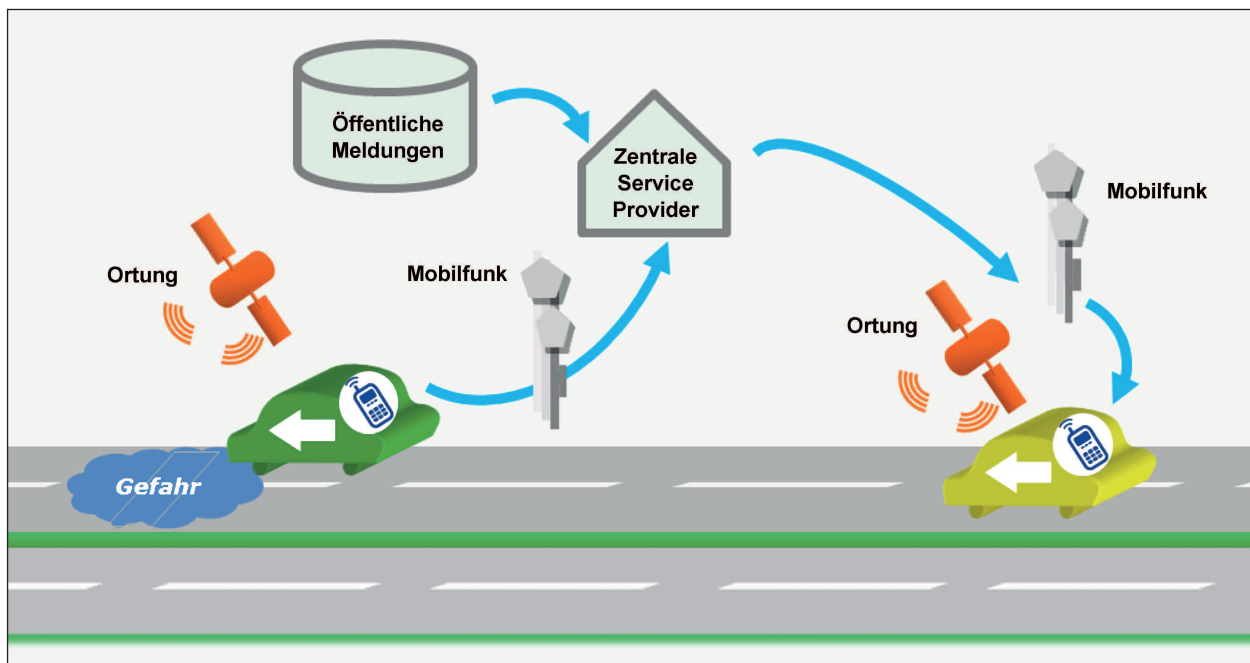 Öffentliche
Meldungen
Zentrale
Service
Provider
Mobilfunk
Ortung
Mobilfunk
Ortung
Gefahr